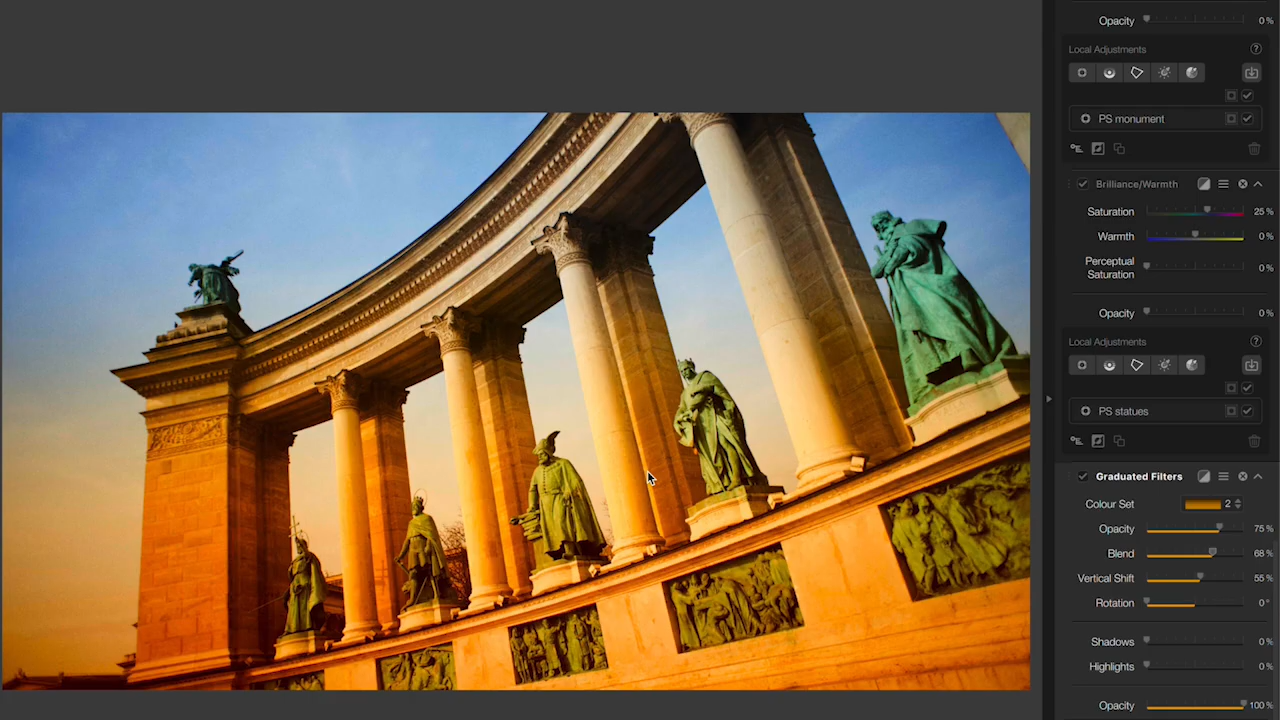 Opacity 0%
Local Adjustments ?
PS monument
Brilliance/Warmth
Saturation 25%
Warmth 0%
Perceptual
Saturation 0%
Opacity 0%
Local Adjustments ?
PS statues
Graduated Filters
Colour Set 2
Opacity 75%
Blend 68%
Vertical Shift 55%
Rotation 0°
Shadows 0%
Highlights 0%
Opacity 100%